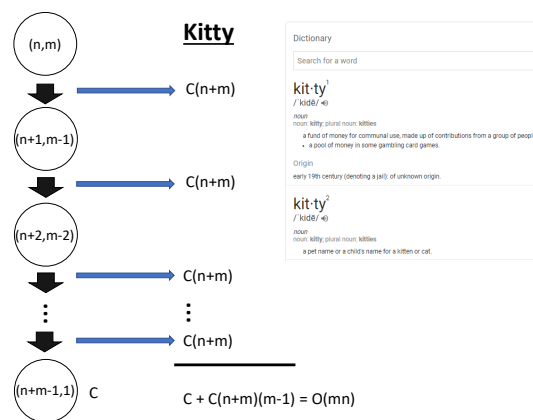 Kitty
(n,m)
C(n+m)
(n+1,m-1)
C(n+m)
(n+2,m-2)
C(n+m)
⋮ ⋮
C(n+m)
(n+m-1,1) C
C + C(n+m)(m-1) = O(mn)
Dictionary
Search for a word
kit·ty1
/ˈkidē/
noun
noun: kitty; plural noun: kitties
a fund of money for communal use, made up of contributions from a group of peopl
• a pool of money in some gambling card games.
Origin
early 19th century (denoting a jail): of unknown origin.
kit·ty2
/ˈkidē/
noun
noun: kitty; plural noun: kitties
a pet name or a child's name for a kitten or cat.